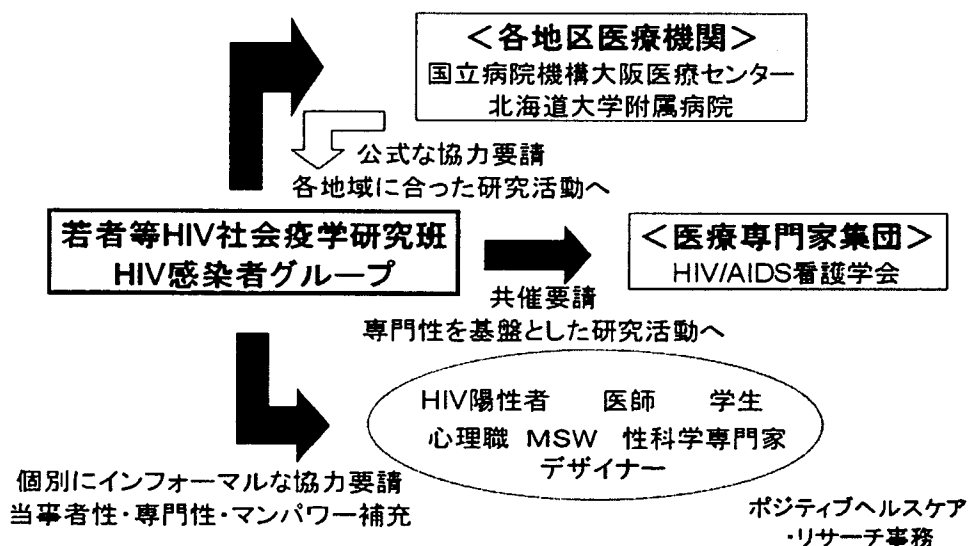 ＜各地区医療機関＞
国立病院機構大阪医療センター
北海道大学附属病院
公式な協力要請
各地域に合った研究活動へ
若者等HIV社会疫学研究班
HIV感染者グループ
＜医療専門家集団＞
HIV/AIDS看護学会
共催要請
専門性を基盤とした研究活動へ
HIV陽性者　医師　学生
心理職　MSW　性科学専門家
デザイナー
個別にインフォーマルな協力要請
当事者性・専門性・マンパワー補充
ポジティブヘルスケア
・リサーチ事務